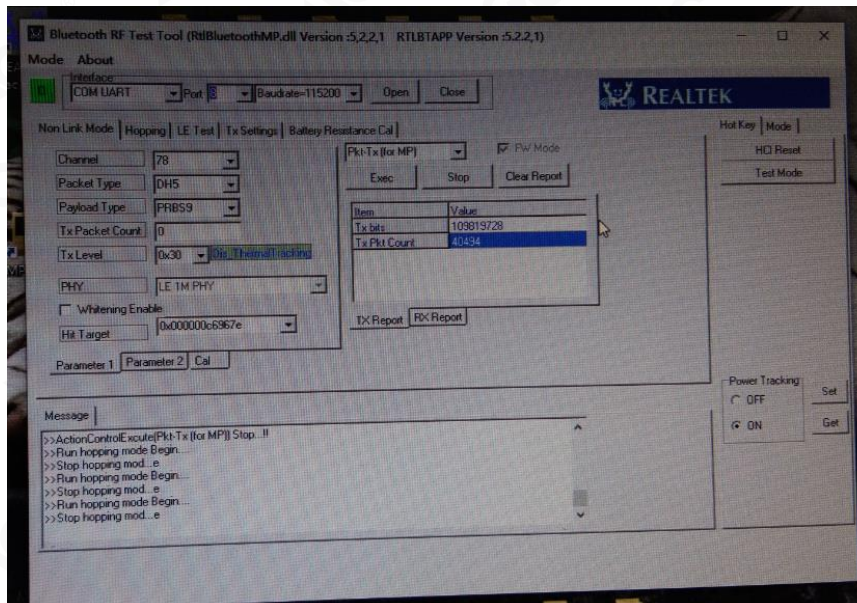 Bluetooth RF Test Tool (RtlBluetoothMP.dll Version :5,2,2,1 RTLBTAPP Version :5.2.2,1)
Mode About
Interface
COM UART Port Baudrate=115200 Open Close
REALTEK
Non Link Mode Hopping LE Test Tx Settings Battery Resistance Cal
Hot Key Mode
Channel 78
Pkt-Tx (for MP) FW Mode
HCI Reset
Packet Type DH5
Exec Stop Clear Report
Test Mode
Payload Type PRBS9
Item Value
Tx Packet Count 0
Tx bits 109819728
Tx Level 0x30 Dis_ThermalTracking
Tx Pkt Count 40494
PHY LE 1M PHY
Whitening Enable
Hit Target 0x000000c6967e
TX Report RX Report
Parameter 1 Parameter 2 Cal
Power Tracking
OFF Set
ON Get
Message
>>ActionControlExcute(Pkt-Tx (for MP)) Stop...!!
>>Run hopping mode Begin....
>>Stop hopping mod...e
>>Run hopping mode Begin....
>>Stop hopping mod...e
>>Run hopping mode Begin....
>>Stop hopping mod...e